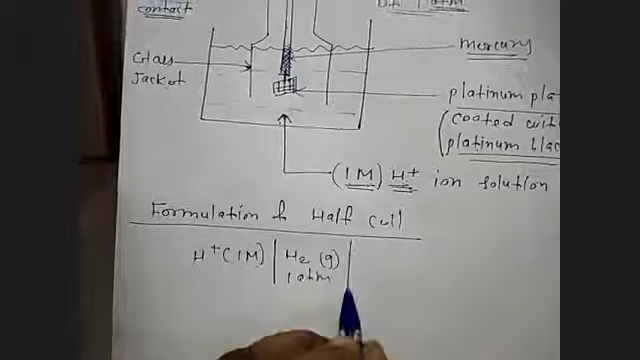 contact
1 atm
mercury
Glass
Jacket
platinum pla
(coated with
platinum blac
(1M) H+ ion solution
Formulation of Half cell
H+(1M) | H2 (g) |
1 atm